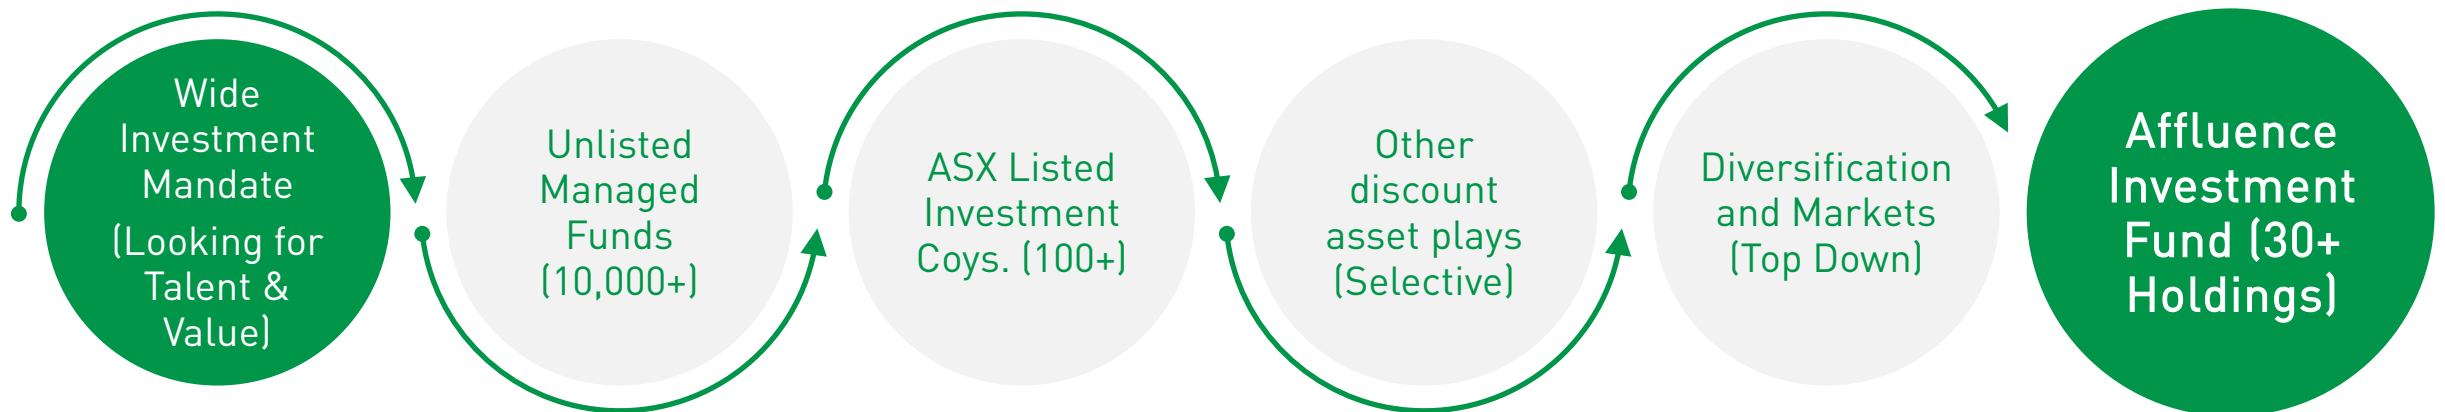 Wide
Investment
Mandate
(Looking for
Talent &
Value)
Unlisted
Managed
Funds
(10,000+)
ASX Listed
Investment
Coys. (100+)
Other
discount
asset plays
(Selective)
Diversification
and Markets
(Top Down)
Affluence
Investment
Fund (30+
Holdings)